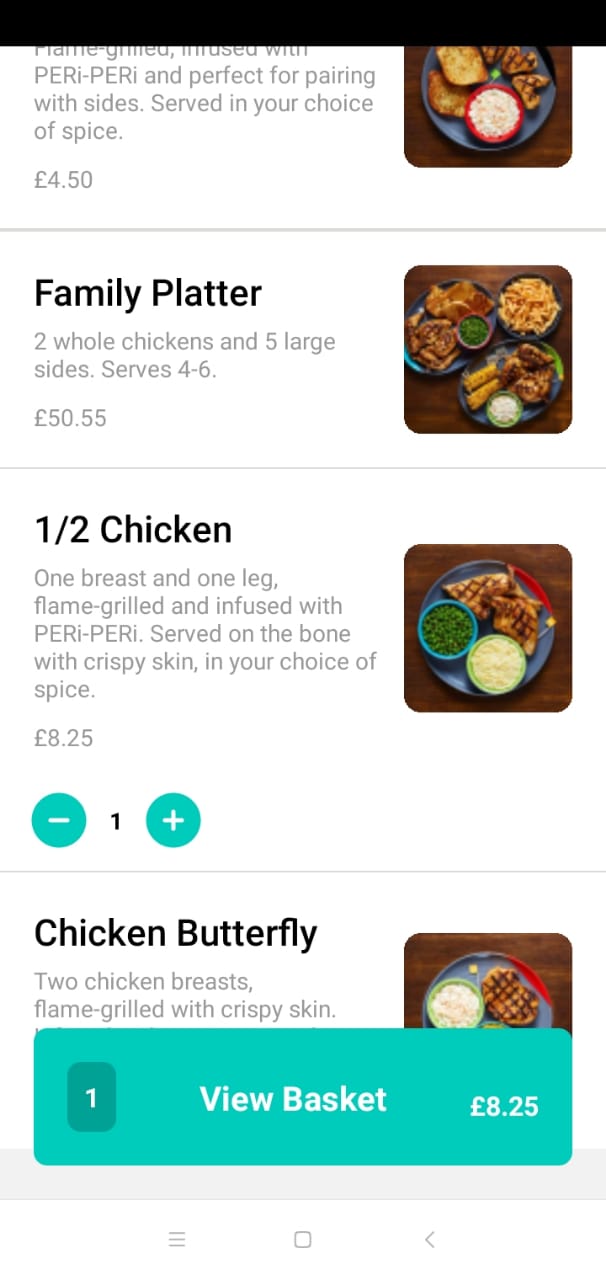 Flame-grilled, infused with
PERi-PERi and perfect for pairing
with sides. Served in your choice
of spice.
£4.50
Family Platter
2 whole chickens and 5 large
sides. Serves 4-6.
£50.55
1/2 Chicken
One breast and one leg,
flame-grilled and infused with
PERi-PERi. Served on the bone
with crispy skin, in your choice of
spice.
£8.25
1
Chicken Butterfly
Two chicken breasts,
flame-grilled with crispy skin.
1
View Basket
£8.25